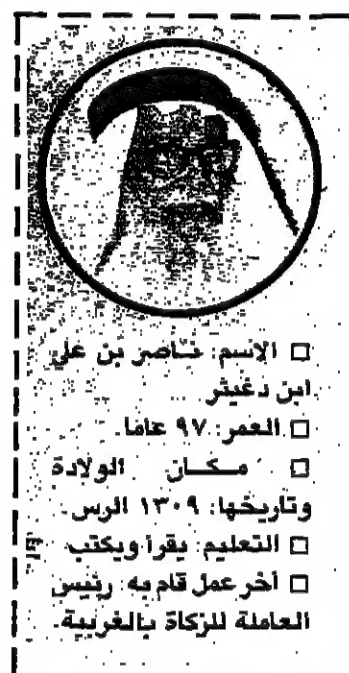 □ الاسم: ناصر بن علي
ابن دغيثر
□ العمر: ٩٧ عاما.
□ مكان الولادة
وتاريخها: ١٣٠٩ الرس.
□ التعليم: يقرأ ويكتب
□ آخر عمل قام به: رئيس
العاملة للزكاة بالغربية.